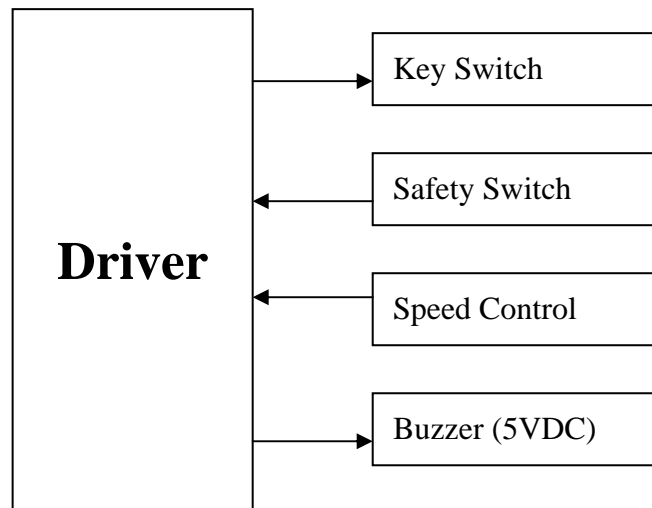 Key Switch
Safety Switch
Driver
Speed Control
Buzzer (5VDC)